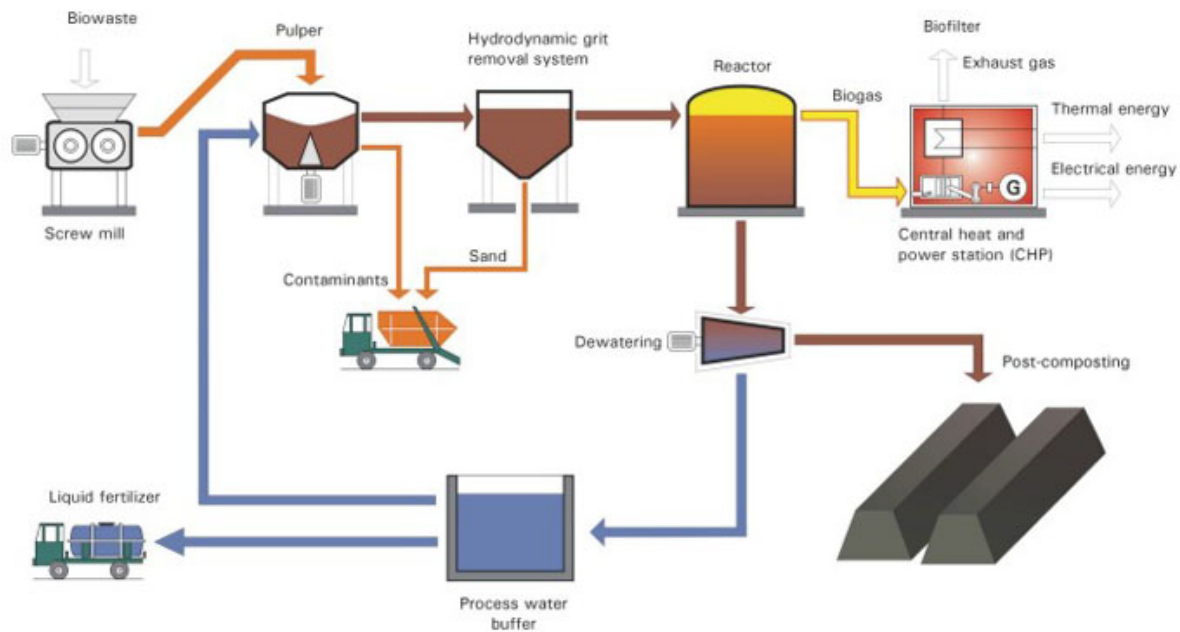 Biowaste
Pulper
Hydrodynamic grit
removal system
Reactor
Biofilter
Exhaust gas
Biogas
Thermal energy
Electrical energy
G
Screw mill
Central heat and
power station (CHP)
Sand
Contaminants
Dewatering
Post-composting
Liquid fertilizer
Process water
buffer